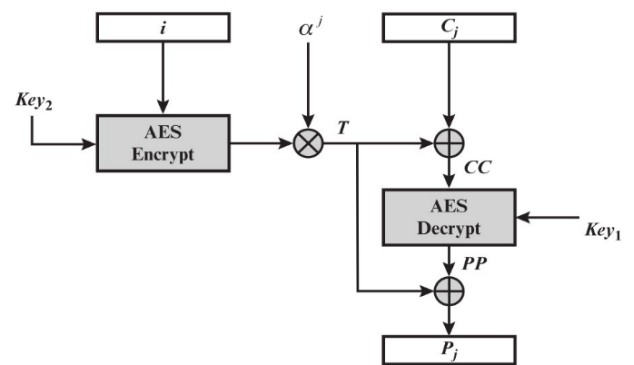 i
α^j
C_j
Key_2
AES
Encrypt
T
CC
AES
Decrypt
Key_1
PP
P_j